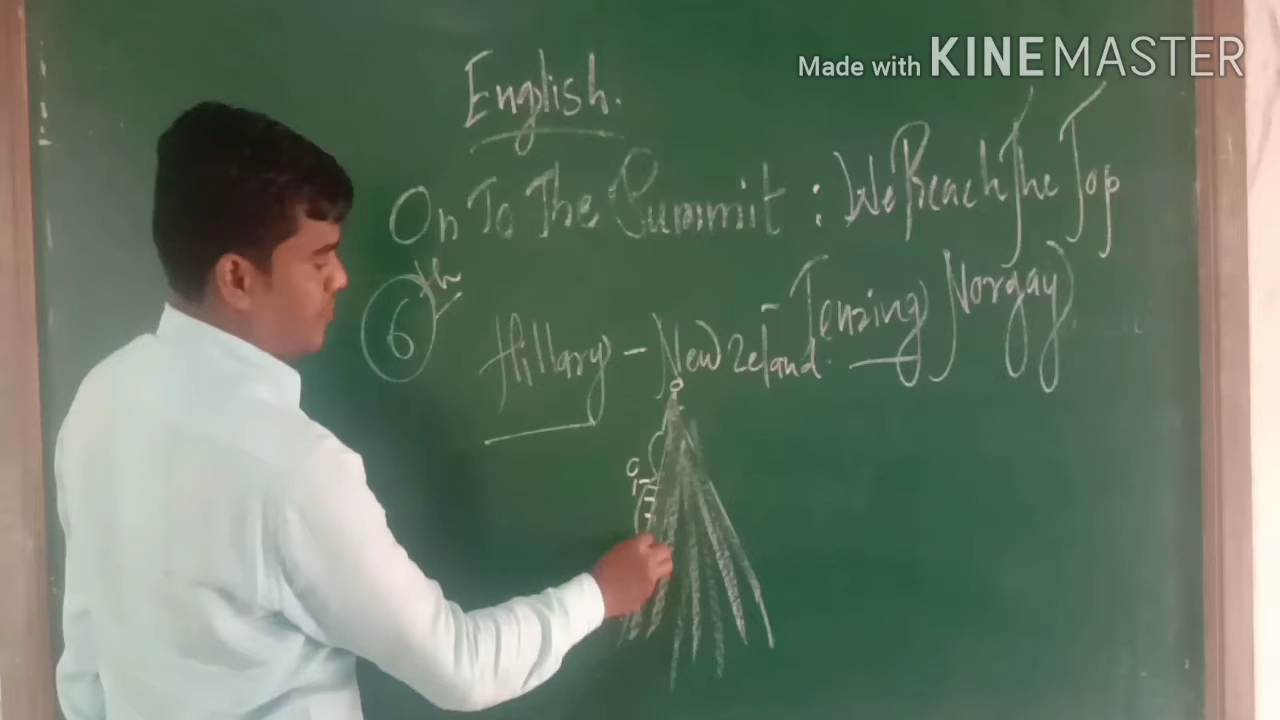 Made with KINEMASTER
English.
On To The Summit : We Reach The Top
6th
- Tenzing Norgay
Hillary - New Zeland.